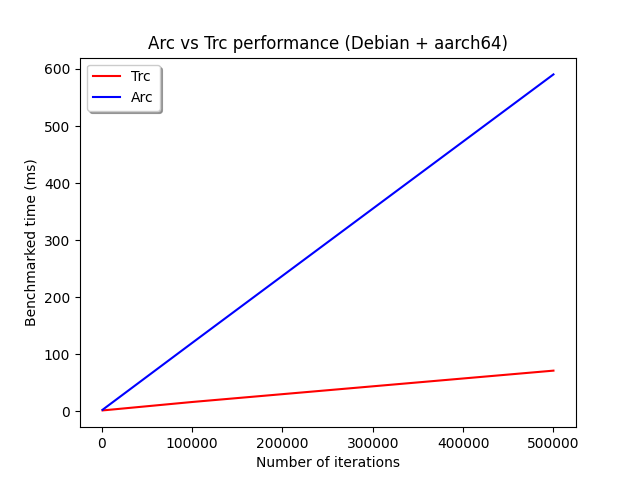 Arc vs Trc performance (Debian + aarch64)
Trc
Arc
Benchmarked time (ms)
600
500
400
300
200
100
0
0 100000 200000 300000 400000 500000
Number of iterations